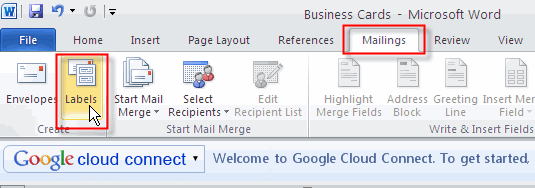 Business Cards - Microsoft Word
File Home Insert Page Layout References Mailings Review View
Envelopes Labels Start Mail Merge Select Recipients Edit Recipient List Highlight Merge Fields Address Block Greeting Line Insert Merge Field
Create Start Mail Merge Write & Insert Fields
Google cloud connect Welcome to Google Cloud Connect. To get started,